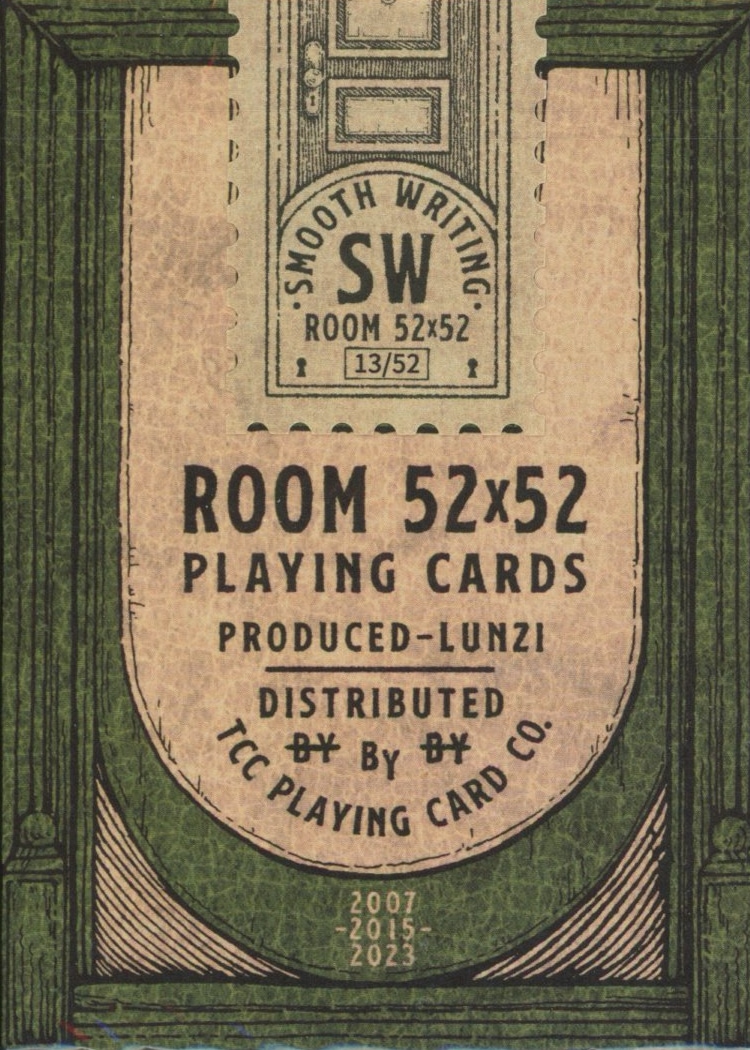 ·SMOOTH WRITING·
SW
ROOM 52x52
13/52
ROOM 52x52
PLAYING CARDS
PRODUCED-LUNZI
DISTRIBUTED
BY By BY
TCC PLAYING CARD CO.
2007
-2015-
2023